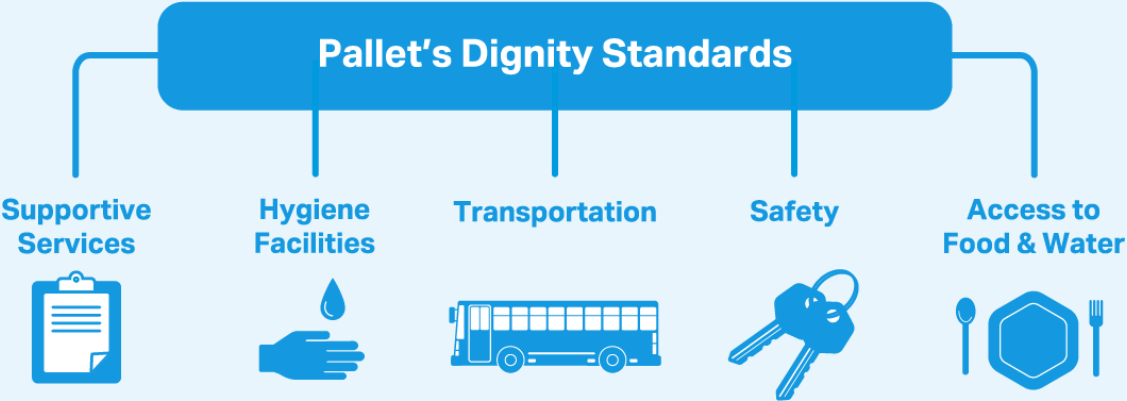 Pallet's Dignity Standards
Supportive
Services
Hygiene
Facilities
Transportation
Safety
Access to
Food & Water